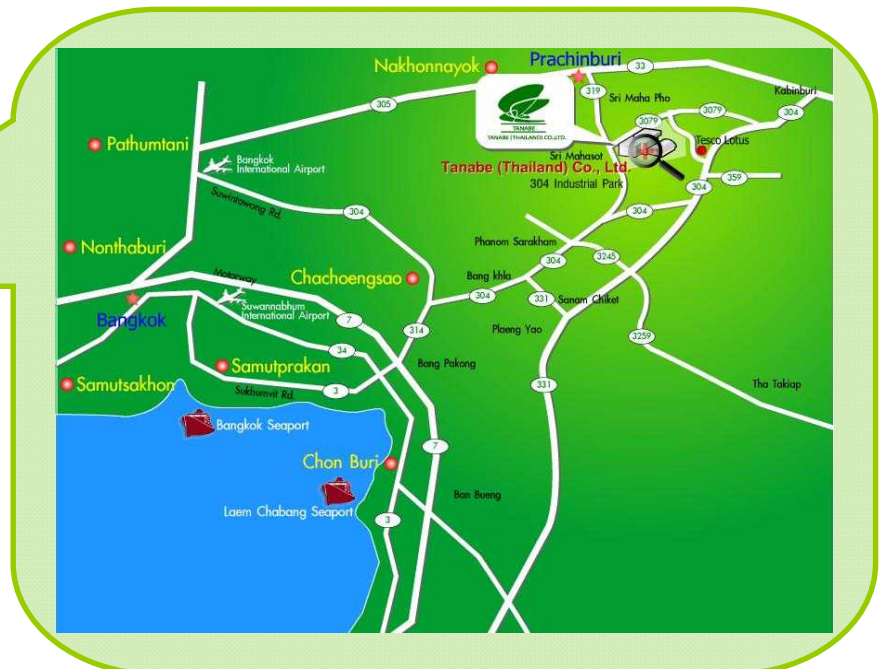 Prachinburi
Nakhonnayok
33
Kabinburi
319
Sri Maha Pho
305
3079
304
TANABE
TANABE (THAILAND) CO.,LTD.
3079
Tesco Lotus
Pathumtani
Bangkok
International Airport
Sri Mahasot
Tanabe (Thailand) Co., Ltd.
304 Industrial Park
359
304
Suwintawong Rd.
304
304
Nonthaburi
Phanom Sarakham
3245
304
Motorway
Chachoengsao
Bang khla
304
331
Sanam Chiket
Suwannabhum
International Airport
Bangkok
7
314
Plaeng Yao
3259
34
Samutprakan
Bang Pakong
Samutsakhon
Sukhumvit Rd.
3
331
Tha Takiap
Bangkok Seaport
7
Chon Buri
Ban Bueng
Laem Chabang Seaport
3